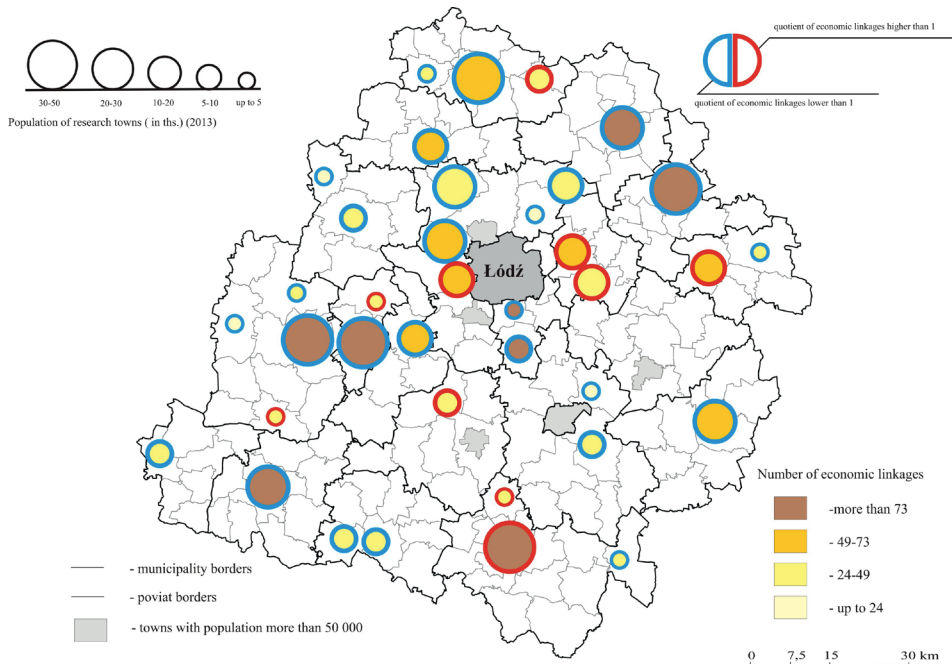 30-50
20-30
10-20
5-10
up to 5
Population of research towns ( in ths.) (2013)
quotient of economic linkages higher than 1
quotient of economic linkages lower than 1
Łódź
Number of economic linkages
-more than 73
- 49-73
- 24-49
- up to 24
- municipality borders
- poviat borders
- towns with population more than 50 000
0 7,5 15 30 km